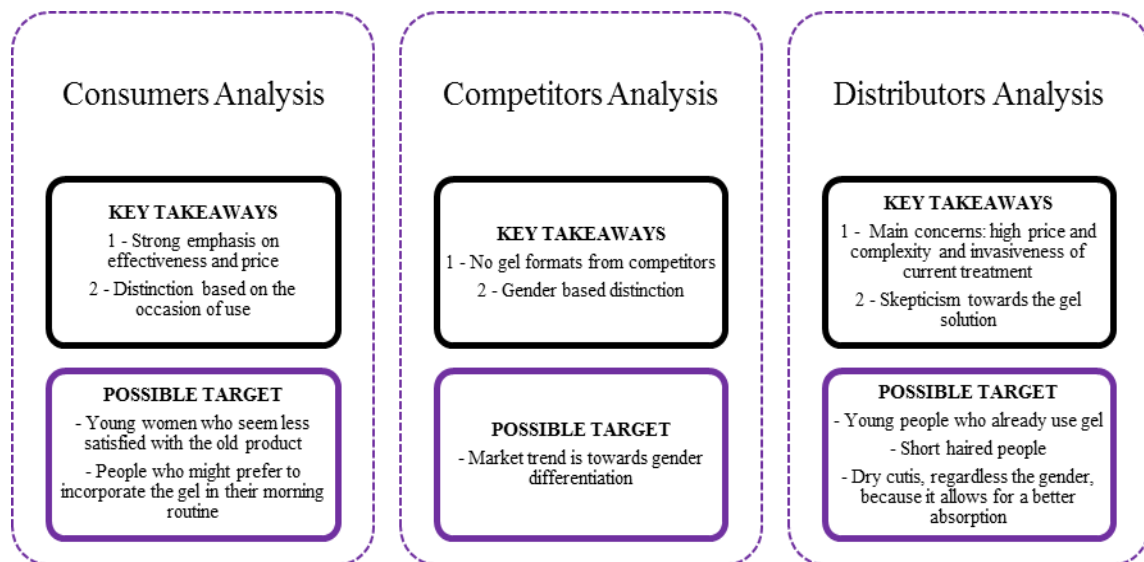 Consumers Analysis
KEY TAKEAWAYS
1 - Strong emphasis on
effectiveness and price
2 - Distinction based on the
occasion of use
POSSIBLE TARGET
- Young women who seem less
satisfied with the old product
- People who might prefer to
incorporate the gel in their morning
routine
Competitors Analysis
KEY TAKEAWAYS
1 - No gel formats from competitors
2 - Gender based distinction
POSSIBLE TARGET
- Market trend is towards gender
differentiation
Distributors Analysis
KEY TAKEAWAYS
1 - Main concerns: high price and
complexity and invasiveness of
current treatment
2 - Skepticism towards the gel
solution
POSSIBLE TARGET
- Young people who already use gel
- Short haired people
- Dry cutis, regardless the gender,
because it allows for a better
absorption